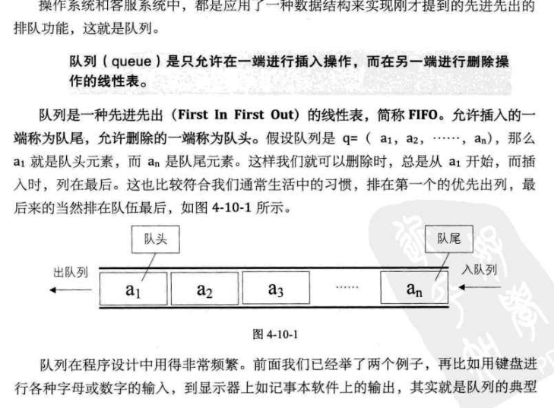 操作系统和客服系统中，都是应用了一种数据结构来实现刚才提到的先进先出的
排队功能，这就是队列。
队列（queue）是只允许在一端进行插入操作，而在另一端进行删除操
作的线性表。
队列是一种先进先出（First In First Out）的线性表，简称 FIFO。允许插入的一
端称为队尾，允许删除的一端称为队头。假设队列是 q=（ a₁，a₂，……，aₙ），那么
a₁ 就是队头元素，而 aₙ 是队尾元素。这样我们就可以删除时，总是从 a₁ 开始，而插
入时，列在最后。这也比较符合我们通常生活中的习惯，排在第一个的优先出列，最
后来的当然排在队伍最后，如图 4-10-1 所示。
队头 队尾
出队列 a₁ a₂ a₃ …… aₙ 入队列
图 4-10-1
队列在程序设计中用得非常频繁。前面我们已经举了两个例子，再比如用键盘进
行各种字母或数字的输入，到显示器上如记事本软件上的输出，其实就是队列的典型